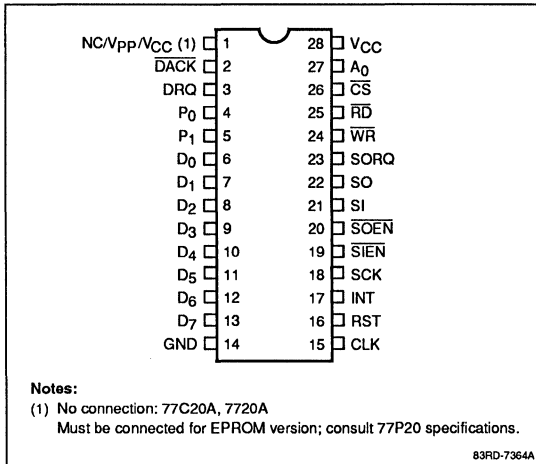 NC/VPP/VCC (1) 1 28 VCC
DACK 2 27 A0
DRQ 3 26 CS
P0 4 25 RD
P1 5 24 WR
D0 6 23 SORQ
D1 7 22 SO
D2 8 21 SI
D3 9 20 SOEN
D4 10 19 SIEN
D5 11 18 SCK
D6 12 17 INT
D7 13 16 RST
GND 14 15 CLK
Notes:
(1) No connection: 77C20A, 7720A
Must be connected for EPROM version; consult 77P20 specifications.
83RD-7364A